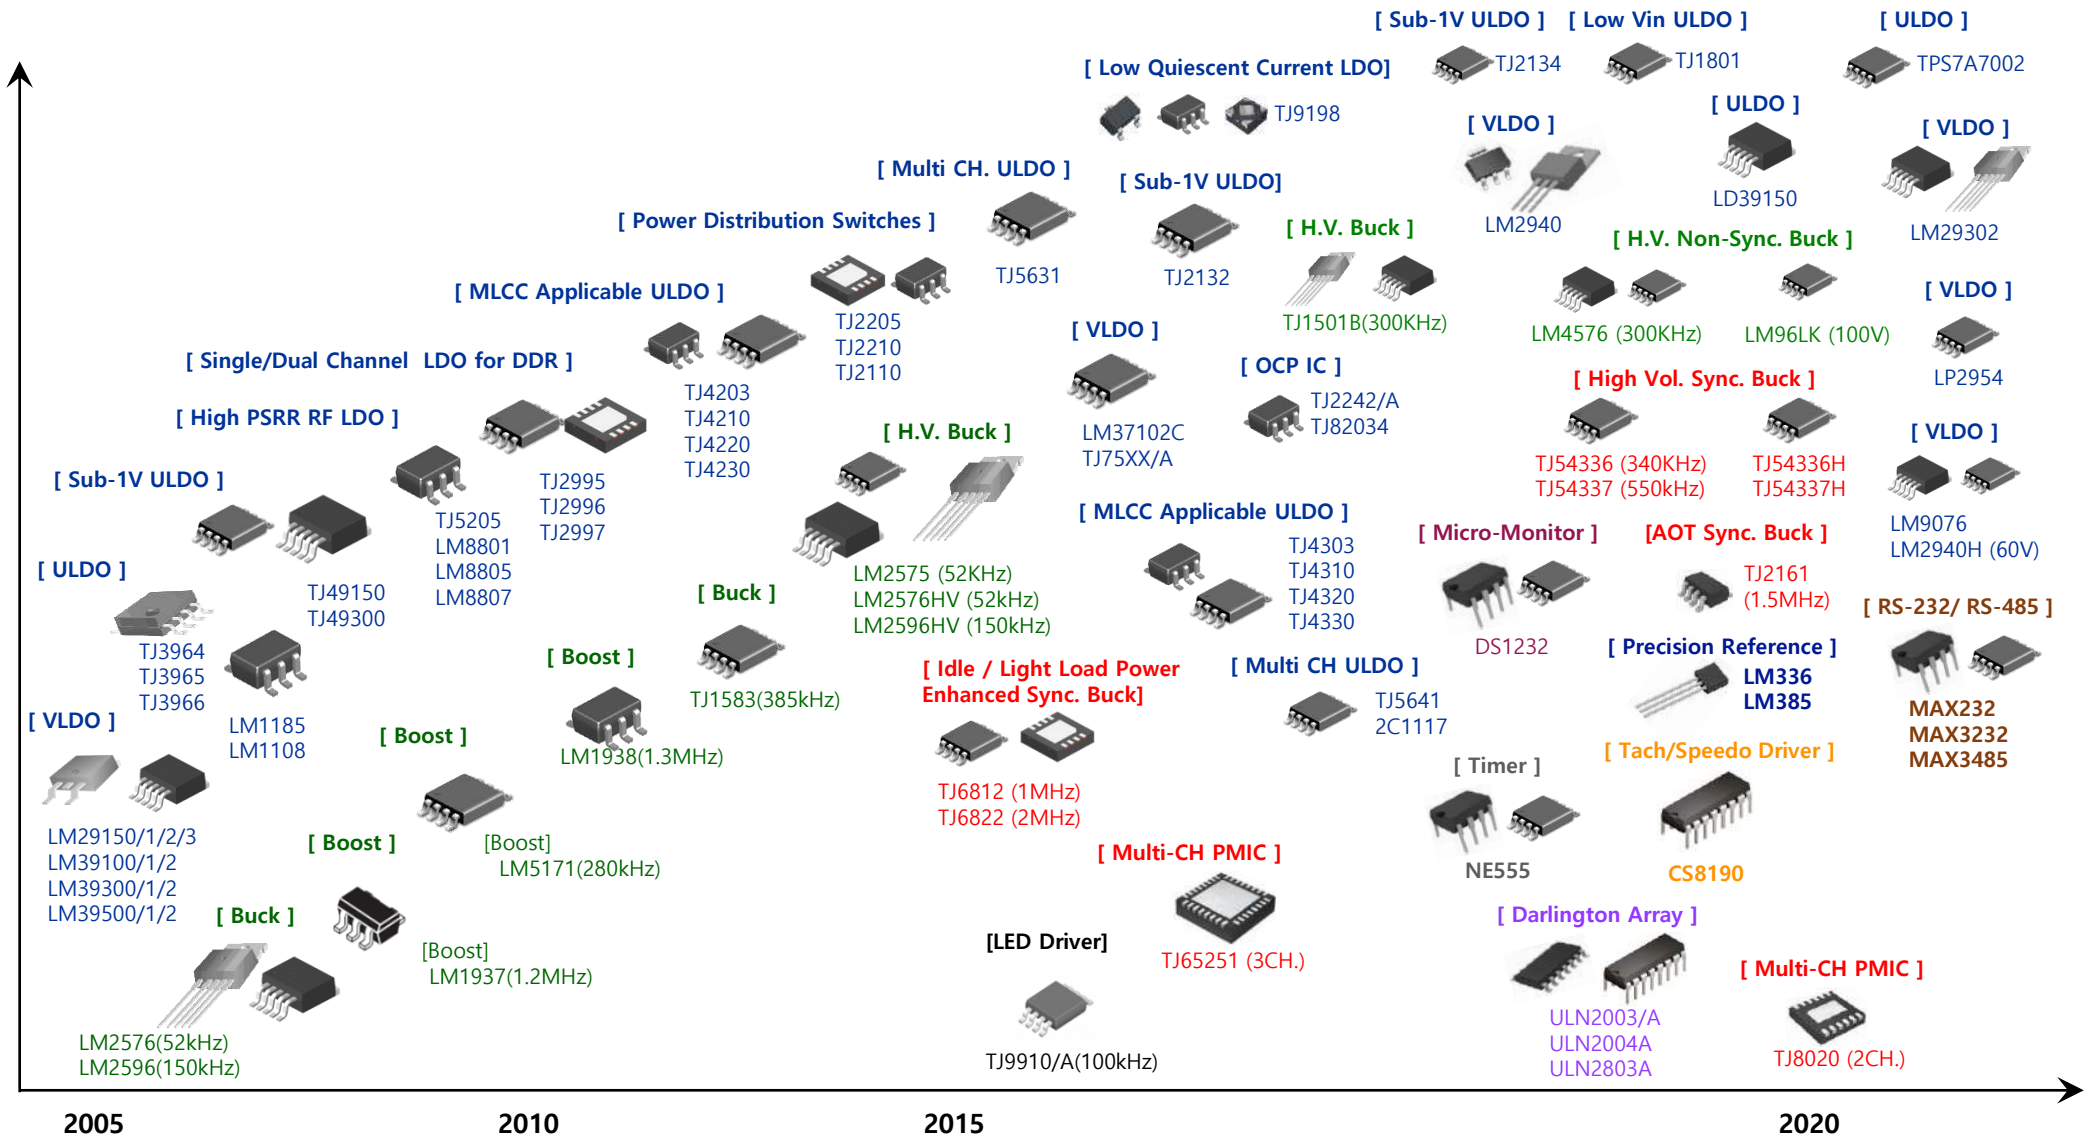 [ Sub-1V ULDO ]
TJ2134
[ Low Vin ULDO ]
TJ1801
[ ULDO ]
TPS7A7002
[ Low Quiescent Current LDO]
TJ9198
[ VLDO ]
LM2940
[ ULDO ]
LD39150
[ VLDO ]
LM29302
[ Multi CH. ULDO ]
TJ5631
[ Sub-1V ULDO]
TJ2132
[ Power Distribution Switches ]
TJ2205
TJ2210
TJ2110
[ H.V. Buck ]
TJ1501B(300KHz)
[ H.V. Non-Sync. Buck ]
LM4576 (300KHz)
LM96LK (100V)
[ VLDO ]
LP2954
[ MLCC Applicable ULDO ]
TJ4203
TJ4210
TJ4220
TJ4230
[ VLDO ]
LM37102C
TJ75XX/A
[ OCP IC ]
TJ2242/A
TJ82034
[ High Vol. Sync. Buck ]
TJ54336 (340KHz)
TJ54337 (550kHz)
TJ54336H
TJ54337H
[ VLDO ]
LM9076
LM2940H (60V)
[ Single/Dual Channel LDO for DDR ]
TJ2995
TJ2996
TJ2997
[ High PSRR RF LDO ]
TJ5205
LM8801
LM8805
LM8807
[ H.V. Buck ]
LM2575 (52KHz)
LM2576HV (52kHz)
LM2596HV (150kHz)
[ Sub-1V ULDO ]
TJ49150
TJ49300
[ MLCC Applicable ULDO ]
TJ4303
TJ4310
TJ4320
TJ4330
[ Micro-Monitor ]
DS1232
[AOT Sync. Buck ]
TJ2161
(1.5MHz)
[ RS-232/ RS-485 ]
MAX232
MAX3232
MAX3485
[ ULDO ]
TJ3964
TJ3965
TJ3966
LM1185
LM1108
[ Buck ]
TJ1583(385kHz)
[ Boost ]
LM1938(1.3MHz)
[ Idle / Light Load Power
Enhanced Sync. Buck]
TJ6812 (1MHz)
TJ6822 (2MHz)
[ Multi CH ULDO ]
TJ5641
2C1117
[ Precision Reference ]
LM336
LM385
[ VLDO ]
LM29150/1/2/3
LM39100/1/2
LM39300/1/2
LM39500/1/2
[ Boost ]
[Boost]
LM5171(280kHz)
[ Timer ]
NE555
[ Tach/Speedo Driver ]
CS8190
[ Boost ]
[Boost]
LM1937(1.2MHz)
[ Multi-CH PMIC ]
TJ65251 (3CH.)
[ Buck ]
LM2576(52kHz)
LM2596(150kHz)
[LED Driver]
TJ9910/A(100kHz)
[ Darlington Array ]
ULN2003/A
ULN2004A
ULN2803A
[ Multi-CH PMIC ]
TJ8020 (2CH.)
2005
2010
2015
2020